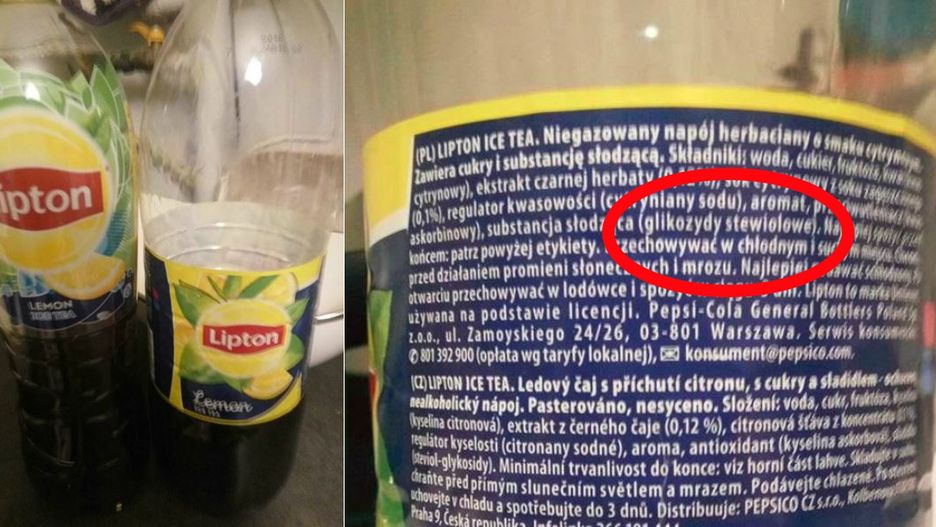 Lipton
LEMON
ICE TEA
Lipton
Lemon
(PL) LIPTON ICE TEA. Niegazowany napój herbaciany o smaku
Zawiera cukry i substancję słodzącą. Składniki: woda, cukier, fruktoza,
cytrynowy), ekstrakt czarnej herbaty
(0,1%), regulator kwasowości sodu), aromat,
askorbinowy), substancja (glikozydy stewiolowe).
końcem: patrz powyżej etykiety. Przechowywać w chłodnym i
przed działaniem promieni słonecznych i mrozu. Najlepiej
otwarciu przechowywać w lodówce i Lipton to marka
używana na podstawie licencji. Pepsi-Cola General Bottlers
z.o.o., ul. Zamoyskiego 24/26, 03-801 Warszawa. Serwis
801 392 900 (opłata wg taryfy lokalnej), konsument@pepsico.com
(CZ) LIPTON ICE TEA. Ledový čaj s příchutí citronu, s cukry a sladidlem -
nealkoholický nápoj. Pasterováno, nesyceno. Složení: voda, cukr, fruktóza,
(kyselina citronová), extrakt z černého čaje (0,12 %), citronová šťáva z koncentrátu
regulátor kyselosti (citronany sodné), aroma, antioxidant (kyselina askorbová),
(steviol-glykosidy). Minimální trvanlivost do konce: viz horní část lahve. Skladujte v
chraňte před přímým slunečním světlem a mrazem. Podávejte chlazené. Po
uchovejte v chladu a spotřebujte do 3 dnů. Distribuuje: PEPSICO CZ s.r.o.,
Praha 9, Česká republika.